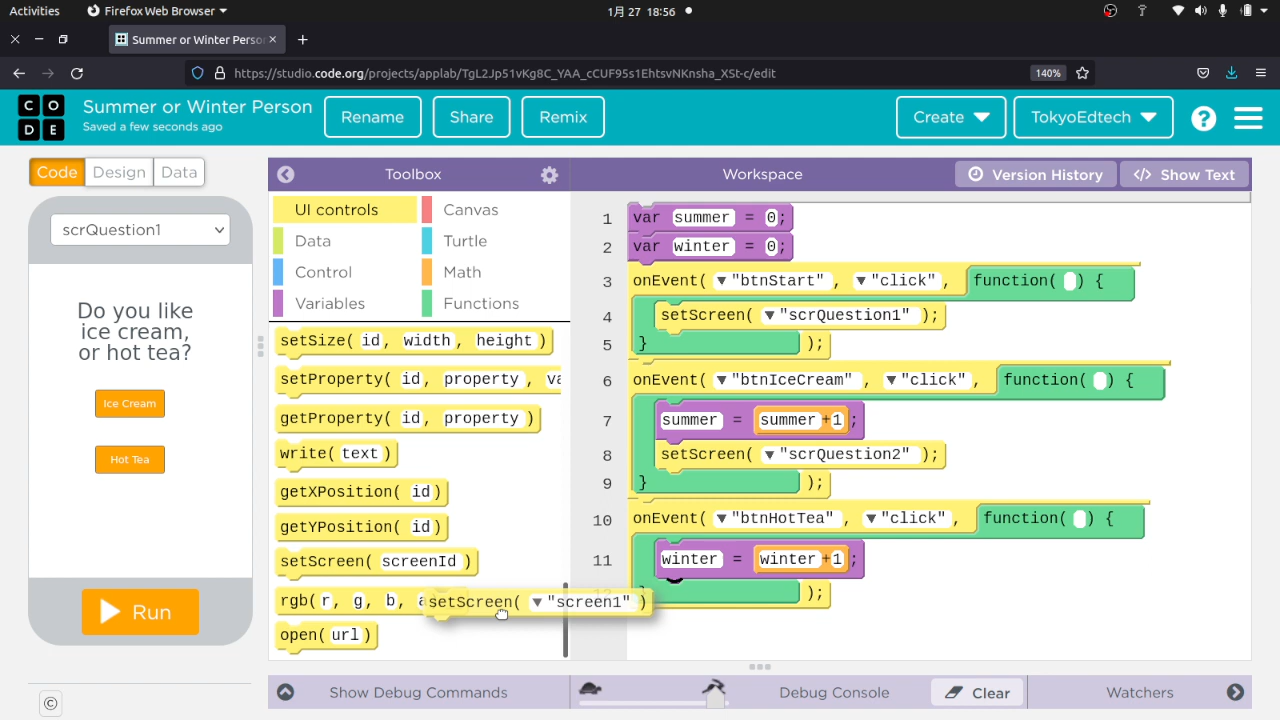 Activities Firefox Web Browser 1月 27 18:56
Summer or Winter Perso
https://studio.code.org/projects/applab/TgL2Jp51vKg8C_YAA_cCUF95s1EhtsvNKnsha_XSt-c/edit 140%
C O D E
Summer or Winter Person
Saved a few seconds ago
Rename Share Remix Create TokyoEdtech ?
Code Design Data
Toolbox
Workspace
Version History
</> Show Text
scrQuestion1
Do you like
ice cream,
or hot tea?
Ice Cream
Hot Tea
Run
©
UI controls Canvas
Data Turtle
Control Math
Variables Functions
setSize( id, width, height )
setProperty( id, property, va
getProperty( id, property )
write( text )
getXPosition( id )
getYPosition( id )
setScreen( screenId )
rgb( r, g, b, a
setScreen( "screen1" )
open( url )
1 var summer = 0;
2 var winter = 0;
3 onEvent( "btnStart", "click", function( ) {
4 setScreen( "scrQuestion1" );
5 } );
6 onEvent( "btnIceCream", "click", function( ) {
7 summer = summer +1 ;
8 setScreen( "scrQuestion2" );
9 } );
10 onEvent( "btnHotTea", "click", function( ) {
11 winter = winter +1 ;
);
Show Debug Commands Debug Console Clear Watchers